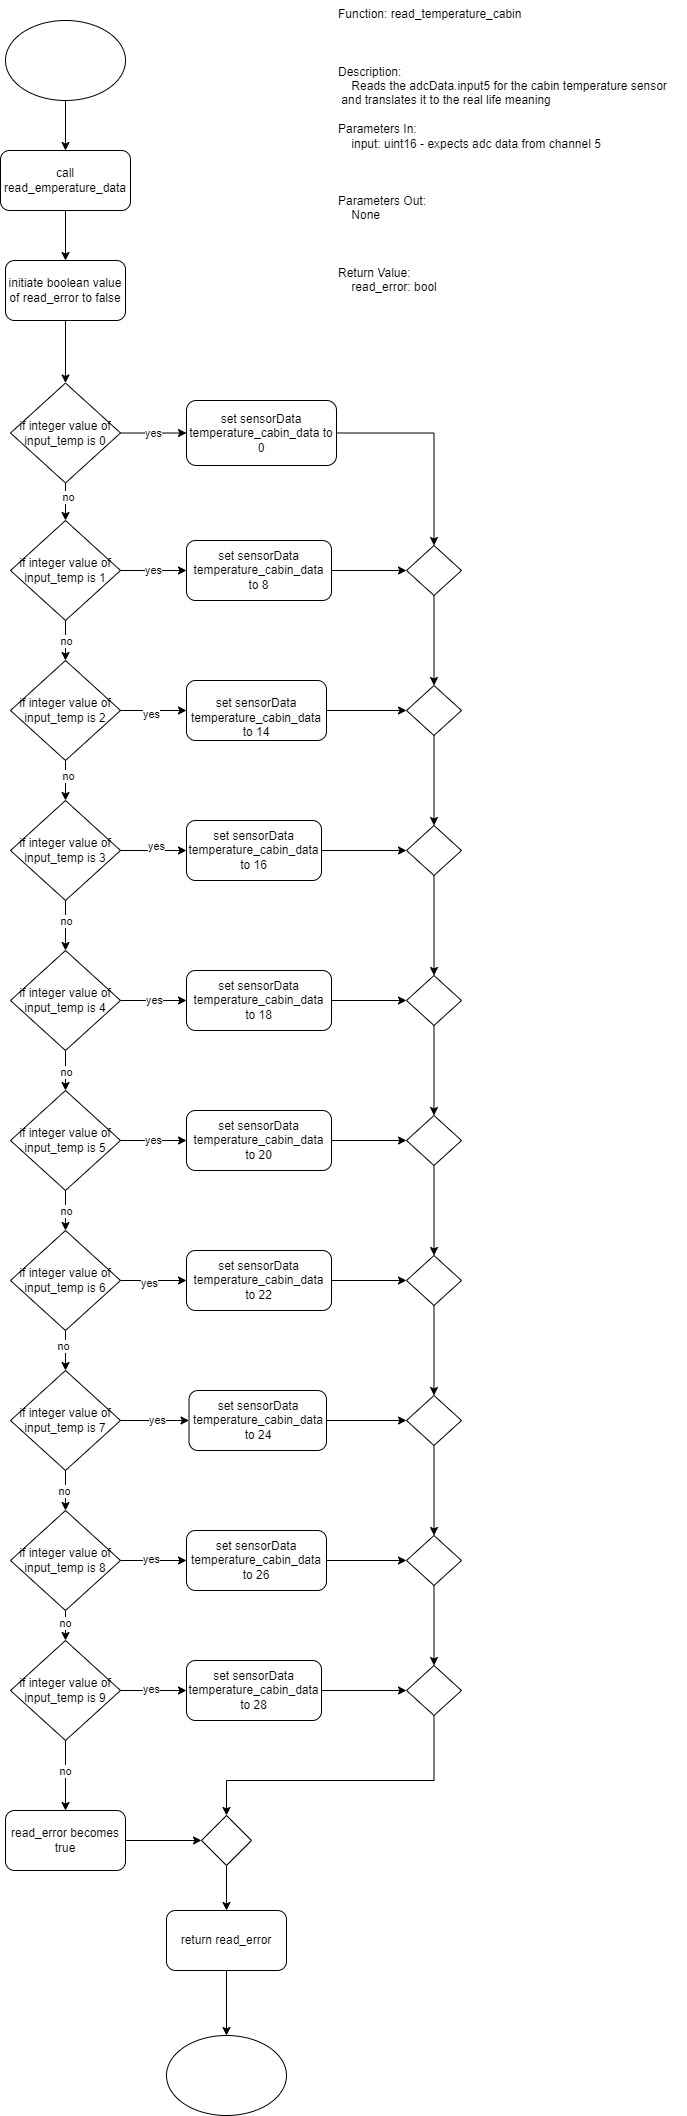 Function: read_temperature_cabin
Description:
Reads the adcData.input5 for the cabin temperature sensor
and translates it to the real life meaning
Parameters In:
input: uint16 - expects adc data from channel 5
Parameters Out:
None
Return Value:
read_error: bool
call
read_emperature_data
initiate boolean value
of read_error to false
if integer value of
input_temp is 0
yes
set sensorData
temperature_cabin_data to
0
no
if integer value of
input_temp is 1
yes
set sensorData
temperature_cabin_data
to 8
no
if integer value of
input_temp is 2
yes
set sensorData
temperature_cabin_data
to 14
no
if integer value of
input_temp is 3
yes
set sensorData
temperature_cabin_data
to 16
no
if integer value of
input_temp is 4
yes
set sensorData
temperature_cabin_data
to 18
no
if integer value of
input_temp is 5
yes
set sensorData
temperature_cabin_data
to 20
no
if integer value of
input_temp is 6
yes
set sensorData
temperature_cabin_data
to 22
no
if integer value of
input_temp is 7
yes
set sensorData
temperature_cabin_data
to 24
no
if integer value of
input_temp is 8
yes
set sensorData
temperature_cabin_data
to 26
no
if integer value of
input_temp is 9
yes
set sensorData
temperature_cabin_data
to 28
no
read_error becomes
true
return read_error